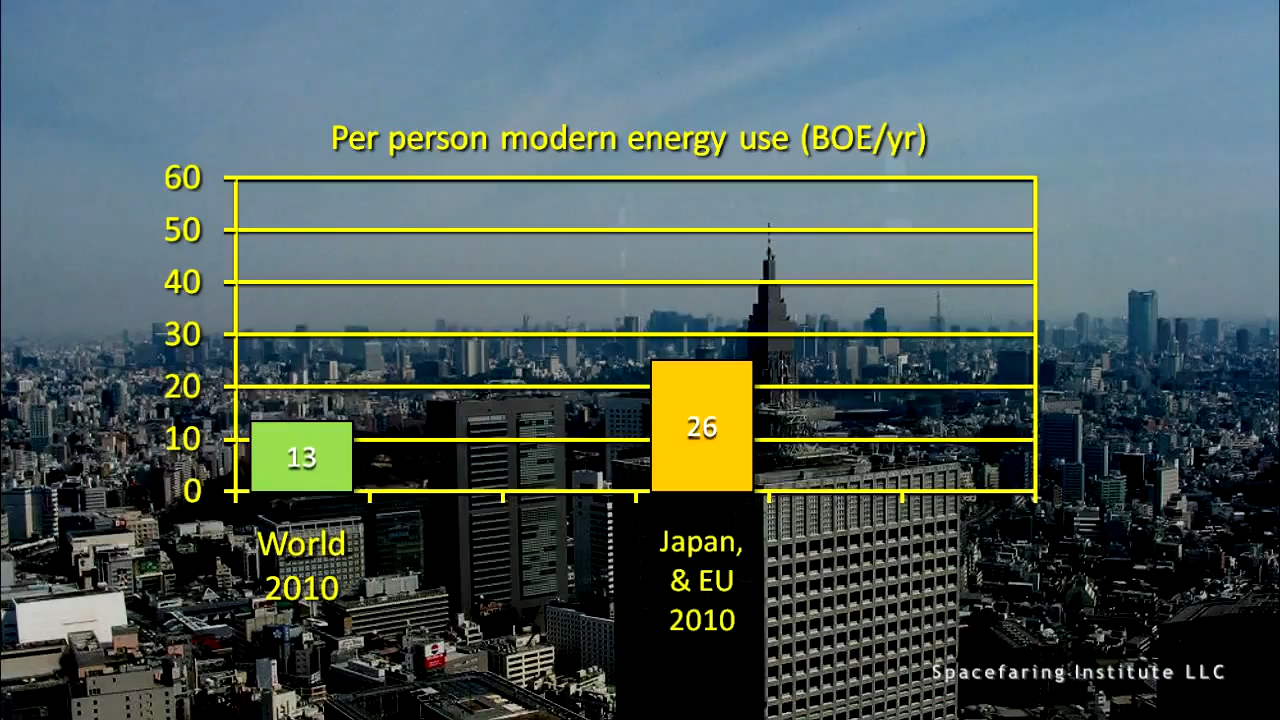 Per person modern energy use (BOE/yr)
60
50
40
30
20
10
0
13
26
World
2010
Japan,
& EU
2010
Spacefaring Institute LLC